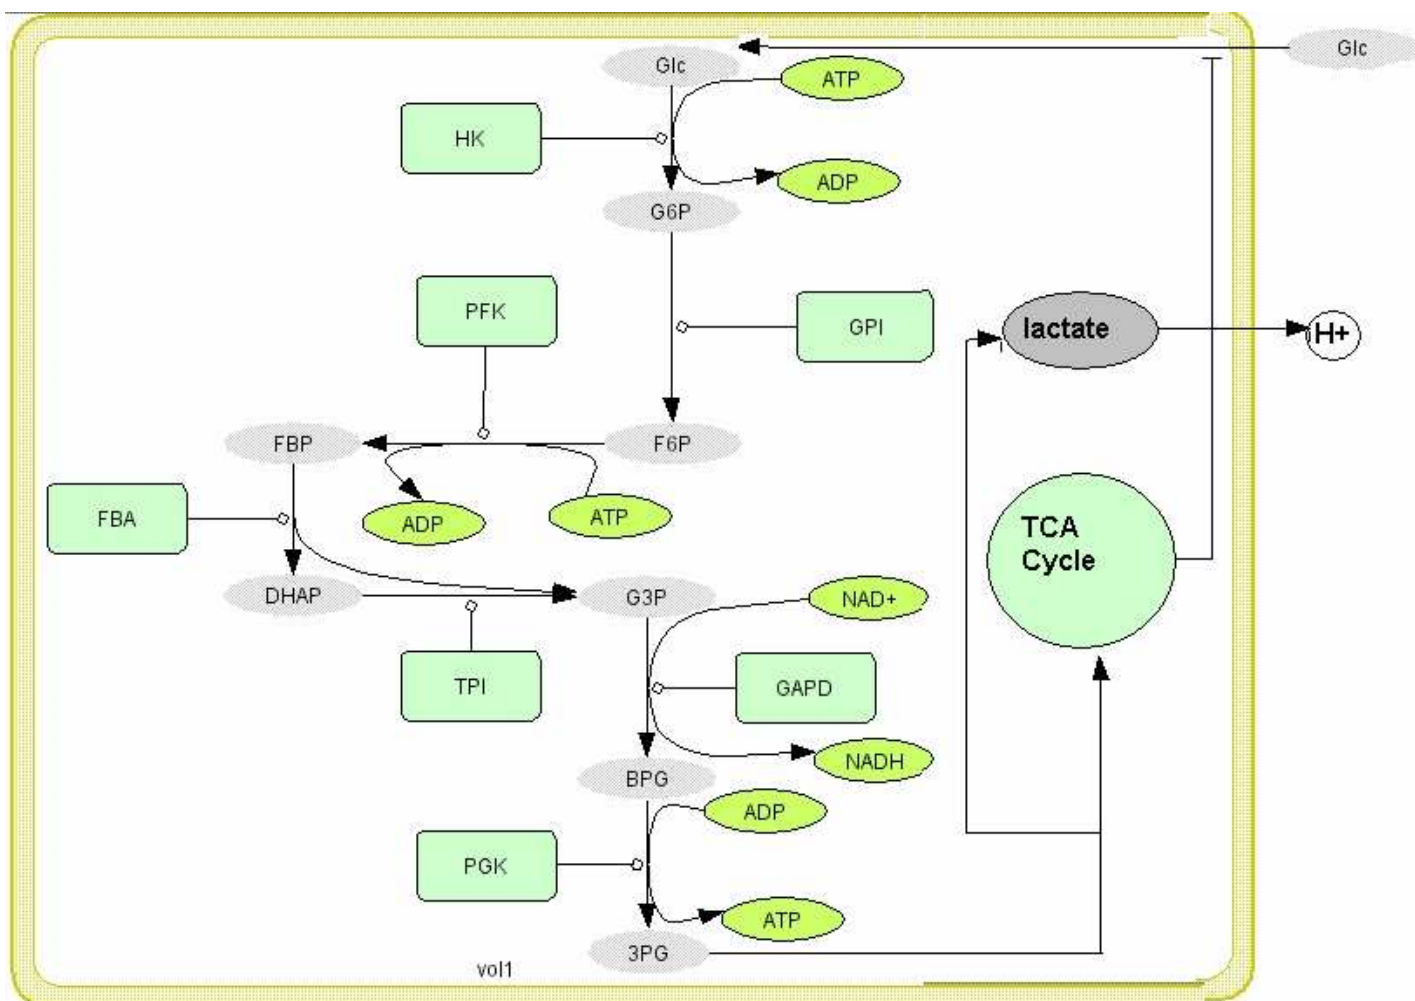 Glc
Glc
ATP
HK
ADP
G6P
PFK
GPI
lactate
H+
FBP
F6P
FBA
ADP
ATP
TCA
Cycle
DHAP
G3P
NAD+
TPI
GAPD
NADH
BPG
ADP
PGK
ATP
3PG
vol1